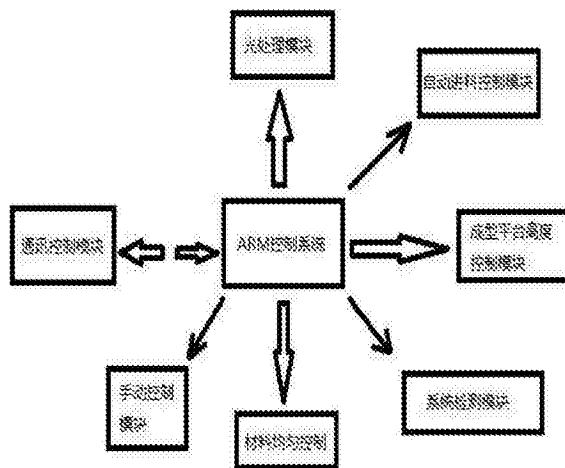 光处理模块
自动进料控制模块
通讯控制模块
ARM控制系统
成型平台高度
控制模块
手动控制
模块
材料均匀控制
系统检测模块